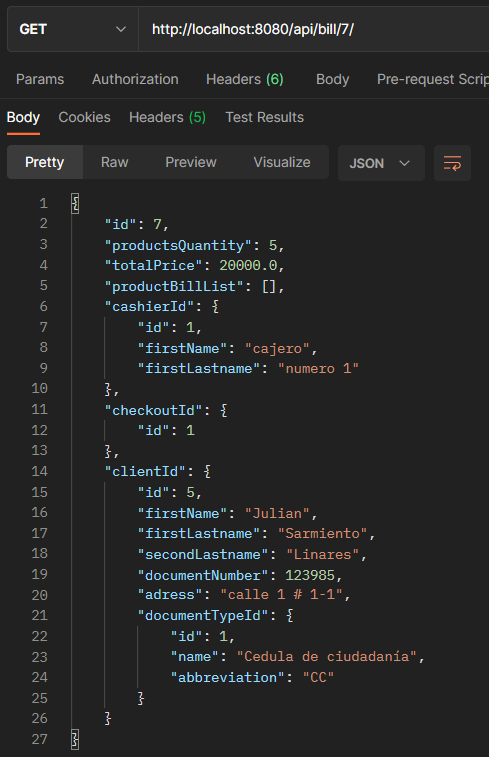 GET http://localhost:8080/api/bill/7/
Params Authorization Headers (6) Body Pre-request Scrip
Body Cookies Headers (5) Test Results
Pretty Raw Preview Visualize JSON
1 {
2 "id": 7,
3 "productsQuantity": 5,
4 "totalPrice": 20000.0,
5 "productBillList": [],
6 "cashierId": {
7 "id": 1,
8 "firstName": "cajero",
9 "firstLastname": "numero 1"
10 },
11 "checkoutId": {
12 "id": 1
13 },
14 "clientId": {
15 "id": 5,
16 "firstName": "Julian",
17 "firstLastname": "Sarmiento",
18 "secondLastname": "Linares",
19 "documentNumber": 123985,
20 "adress": "calle 1 # 1-1",
21 "documentTypeId": {
22 "id": 1,
23 "name": "Cedula de ciudadanía",
24 "abbreviation": "CC"
25 }
26 }
27 }